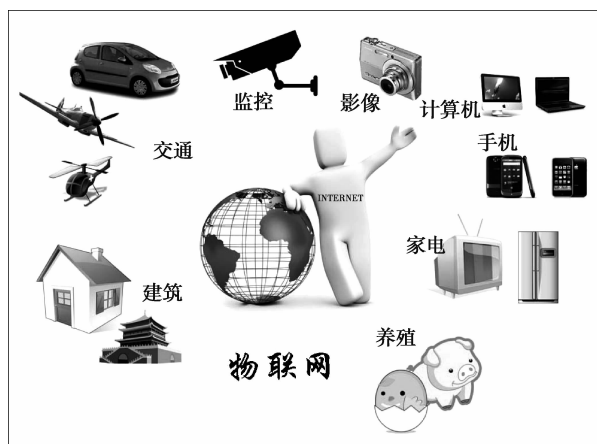 监控
影像
计算机
手机
交通
INTERNET
家电
建筑
养殖
物联网